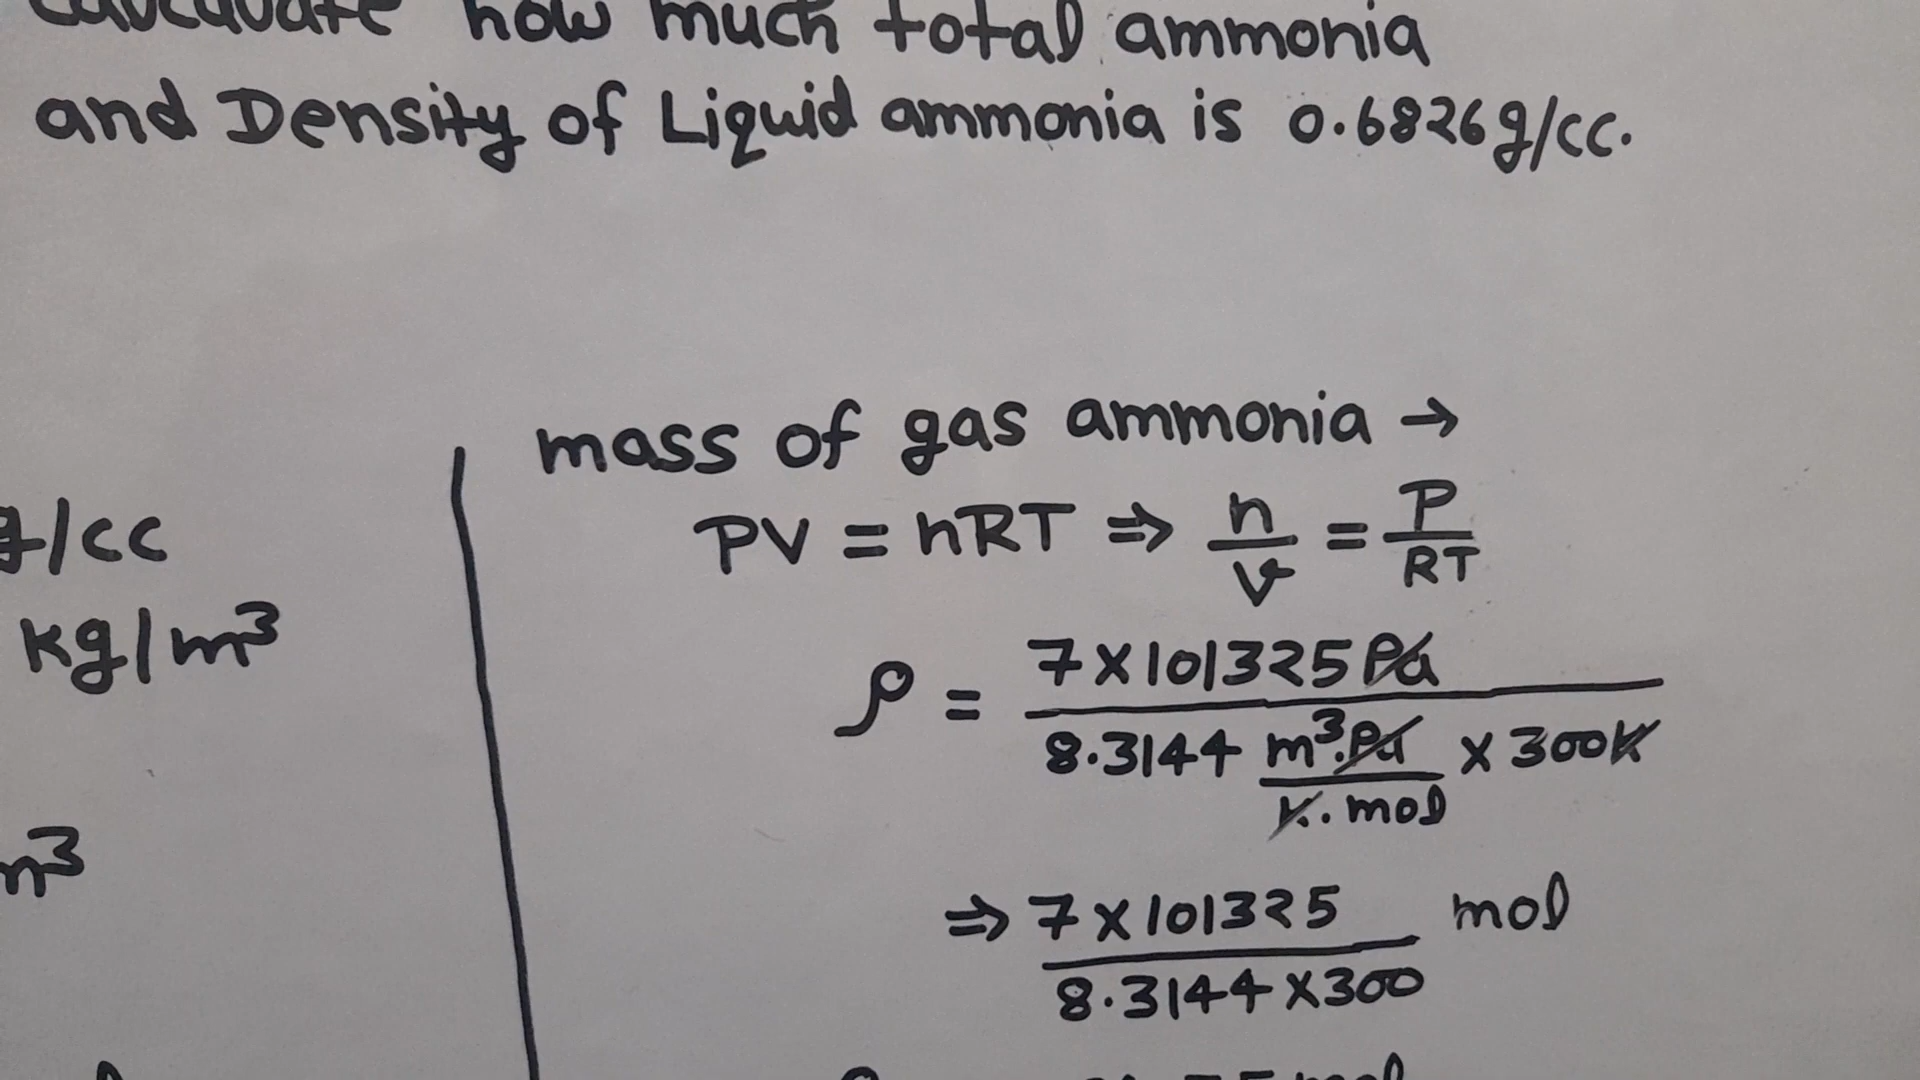 calculate how much total ammonia
and Density of Liquid ammonia is 0.6826g/cc.
mass of gas ammonia →
g/cc
PV = nRT ⇒ n/V = P/RT
kg/m³
ρ = 7×101325 Pa
8.3144 m³.Pa/K.mol × 300K
m³
⇒ 7×101325 mol
8.3144×300